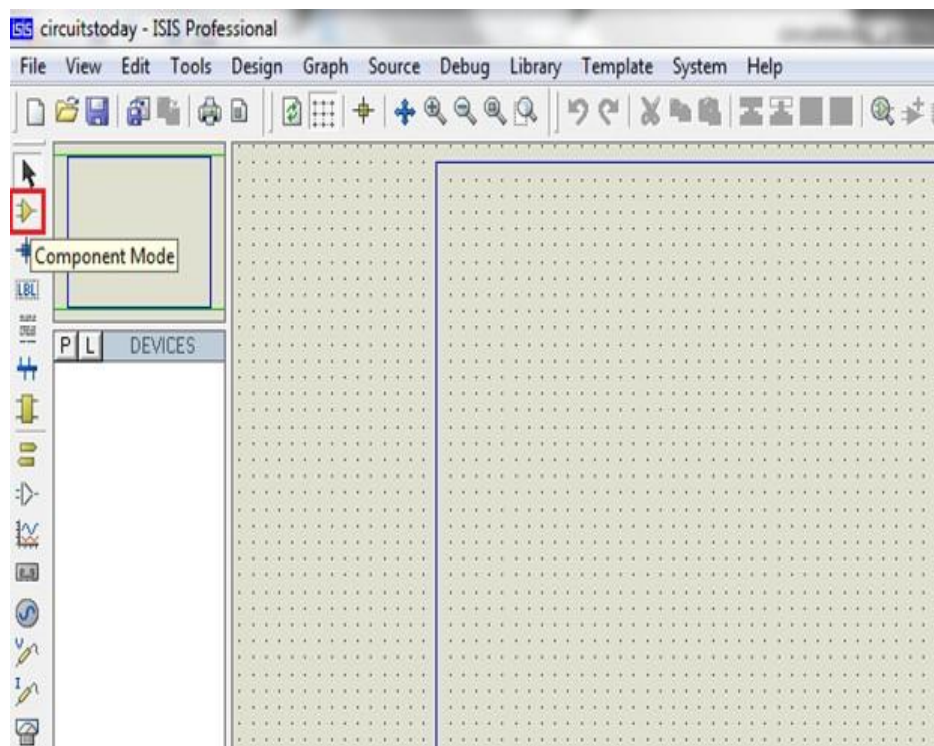 ISIS circuitstoday - ISIS Professional
File View Edit Tools Design Graph Source Debug Library Template System Help
Component Mode
LBL
P L DEVICES
V
I